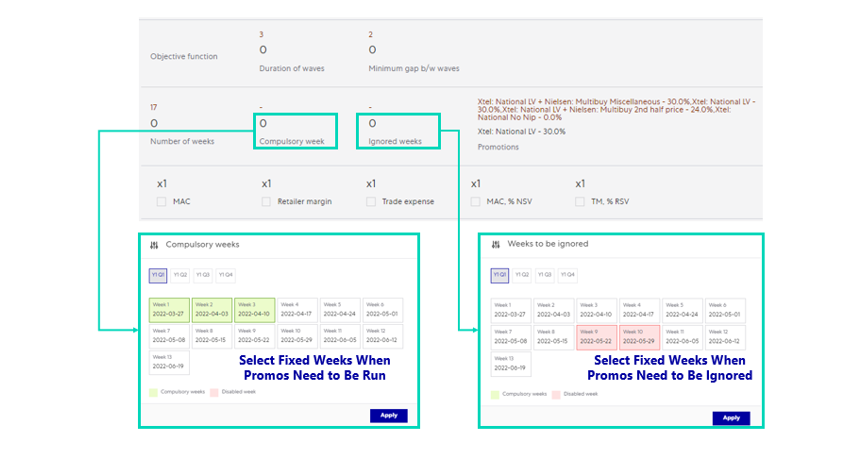 3
2
0
0
Objective function
Duration of waves
Minimum gap b/w waves
17
-
-
Xtel: National LV + Nielsen: Multibuy Miscellaneous - 30.0%,Xtel: National LV -
30.0%,Xtel: National LV + Nielsen: Multibuy 2nd half price - 24.0%,Xtel:
National No Nip - 0.0%
0
0
0
Xtel: National LV - 30.0%
Number of weeks
Compulsory week
Ignored weeks
Promotions
x1
x1
x1
x1
x1
MAC
Retailer margin
Trade expense
MAC, % NSV
TM, % RSV
Compulsory weeks
Y1 Q1 Y1 Q2 Y1 Q3 Y1 Q4
Week 1 Week 2 Week 3 Week 4 Week 5 Week 6
2022-03-27 2022-04-03 2022-04-10 2022-04-17 2022-04-24 2022-05-01
Week 7 Week 8 Week 9 Week 10 Week 11 Week 12
2022-05-08 2022-05-15 2022-05-22 2022-05-29 2022-06-05 2022-06-12
Week 13
2022-06-19
Select Fixed Weeks When
Promos Need to Be Run
Compulsory weeks Disabled week
Apply
Weeks to be ignored
Y1 Q1 Y1 Q2 Y1 Q3 Y1 Q4
Week 1 Week 2 Week 3 Week 4 Week 5 Week 6
2022-03-27 2022-04-03 2022-04-10 2022-04-17 2022-04-24 2022-05-01
Week 7 Week 8 Week 9 Week 10 Week 11 Week 12
2022-05-08 2022-05-15 2022-05-22 2022-05-29 2022-06-05 2022-06-12
Week 13
2022-06-19
Select Fixed Weeks When
Promos Need to Be Ignored
Compulsory weeks Disabled week
Apply